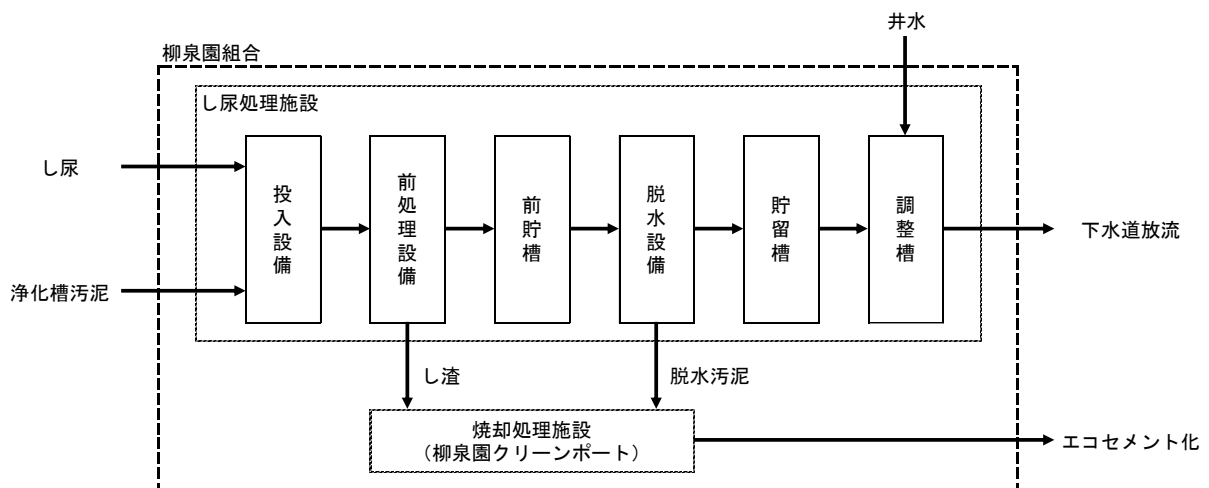 井水
柳泉園組合
し尿処理施設
し尿
浄化槽汚泥
投入設備
前処理設備
前貯槽
脱水設備
貯留槽
調整槽
下水道放流
し渣
脱水汚泥
焼却処理施設
（柳泉園クリーンポート）
エコセメント化